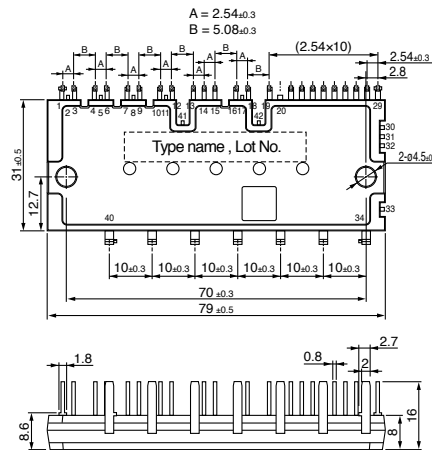 A = 2.54±0.3
B = 5.08±0.3
B B B B B (2.54×10) 2.54±0.3
A A A A A 2.8
1 2 3 4 5 6 7 8 9 10 11 12 13 14 15 16 17 18 19 20 29
41 42
30
31
32
Type name , Lot No.
2-ø4.5±
31 ±0.5
12.7
33
40 34
10±0.3 10±0.3 10±0.3 10±0.3 10±0.3 10±0.3
70 ±0.3
79 ±0.5
1.8 0.8 2.7
2
8.6 8 16